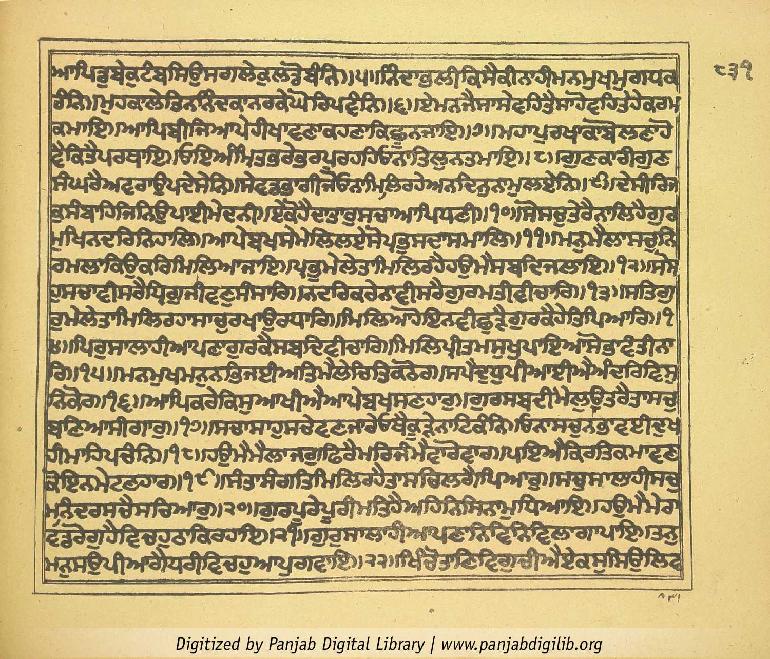 ਆਪਿਡੁਬੇਕੁਟੰਬਸਿਉਸਗਲੇਕੁਲਡੋਬੰਨਿ॥੫॥ਨਿੰਦਾਭਲੀਕਿਸੈਕੀਨਾਹੀਮਨਮੁਖਮੁਗਧਕ
੮੩੧
ਰੰਨਿ॥ਮੁਹਕਾਲੇਤਿਨਨਿੰਦਕਾਨਰਕੇਘੋਰਿਪਵੰਨਿ॥੬॥ਏਮਨਜੈਸਾਸੇਵਹਿਤੈਸਾਹੋਵਹਿਤੇਹੇਕਰਮ
ਕਮਾਇ॥ਆਪਿਬੀਜਿਆਪੇਹੀਖਾਵਣਾਕਹਣਾਕਿਛੂਨਜਾਇ॥੭॥ਮਹਾਪੁਰਖਾਕਾਬੋਲਣਾਹੋ
ਵੈਕਿਤੈਪਰਥਾਇ॥ਓਇਅੰਮ੍ਰਿਤਭਰੇਭਰਪੂਰਹਹਿਓਨਾਤਿਲੁਨਤਮਾਇ॥੮॥ਗੁਣਕਾਰੀਗੁਣ
ਸੰਘਰੈਅਵਰਾਉਪਦੇਸੇਨਿ॥ਸੇਵਡਭਾਗੀਜਿਓਨਾਮਿਲਿਰਹੇਅਨਦਿਨੁਨਾਮੁਲਏਨਿ॥੯॥ਦੇਸੀਰਿਜ
ਕੁਸੰਬਾਹਿਜਿਨਿਉਪਾਈਮੇਦਨੀ॥ਏਕੋਹੈਦਾਤਾਰੁਸਚਾਆਪਿਧਣੀ॥੧੦॥ਸੋਸਚੁਤੇਰੈਨਾਲਿਹੈਗੁਰ
ਮੁਖਿਨਦਰਿਨਿਹਾਲਿ॥ਆਪੇਬਖਸੇਮੇਲਿਲਏਸੋਪ੍ਰਭੁਸਦਾਸਮਾਲਿ॥੧੧॥ਮਨੁਮੈਲਾਸਚੁਨਿ
ਰਮਲਾਕਿਉਕਰਿਮਿਲਿਆਜਾਇ॥ਪ੍ਰਭੁਮੇਲੇਤਾਮਿਲਿਰਹੈਹਉਮੈਸਬਦਿਜਲਾਇ॥੧੨॥ਸੋਸ
ਹੁਸਚਾਵੀਸਰੈਧ੍ਰਿਗੁਜੀਵਣੁਸੰਸਾਰਿ॥ਨਦਰਿਕਰੇਨਾਵੀਸਰੈਗੁਰਮਤੀਵੀਚਾਰਿ॥੧੩॥ਸਤਿਗੁ
ਰੁਮੇਲੇਤਾਮਿਲਿਰਹਾਸਾਚੁਰਖਾਉਰਧਾਰਿ॥ਮਿਲਿਆਹੋਇਨਵੀਛੁੜੈਗੁਰਕੈਹੇਤਿਪਿਆਰਿ॥੧
੪॥ਪਿਰੁਸਾਲਾਹੀਆਪਣਾਗੁਰਕੈਸਬਦਿਵੀਚਾਰਿ॥ਮਿਲਿਪ੍ਰੀਤਮਸੁਖੁਪਾਇਆਸੋਭਾਵੰਤੀਨਾ
ਰਿ॥੧੫॥ਮਨਮੁਖਮਨੁਨਭਿਜਈਅਤਿਮੈਲੇਚਿਤਿਕਠੋਰ॥ਸਪੈਦੁਧੁਪੀਆਈਐਅੰਦਰਿਵਿਸੁ
ਨਿਕੋਰ॥੧੬॥ਆਪਿਕਰੇਕਿਸੁਆਖੀਐਆਪੇਬਖਸਣਹਾਰੁ॥ਗੁਰਸਬਦੀਮੈਲੁਉਤਰੈਤਾਸਚੁ
ਬਣਿਆਸੀਗਾਰੁ॥੧੭॥ਸਚਾਸਾਹੁਸਚੇਵਣਜਾਰੇਓਥੈਕੂੜੇਨਾਟਿਕੰਨਿ॥ਓਨਾਸਚੁਨਭਾਵਈਦੁਖ
ਹੀਮਾਹਿਪਚੰਨਿ॥੧੮॥ਹਉਮੈਮੈਲਾਜਗੁਫਿਰੈਮਰਿਜੰਮੈਵਾਰੋਵਾਰ॥ਪਇਐਕਿਰਤਿਕਮਾਵਣਾ
ਕੋਇਨਮੇਟਣਹਾਰ॥੧੯॥ਸੰਤਾਸੰਗਤਿਮਿਲਿਰਹੈਤਾਸਚਿਲਗੈਪਿਆਰੁ॥ਸਚੁਸਲਾਹੀਸਚੁ
ਮਨਿਦਰਸਚੈਸਚਿਆਰੁ॥੨੦॥ਗੁਰਪੂਰੇਪੂਰੀਮਤਿਹੈਅਹਿਨਿਸਿਨਾਮੁਧਿਆਇ॥ਹਉਮੈਮੇਰਾ
ਵਡਰੋਗੁਹੈਵਿਚਹੁਠਾਕਿਰਹਾਇ॥੨੧॥ਗੁਰੁਸਾਲਾਹੀਆਪਣਾਨਿਵਿਨਿਵਿਲਾਗਾਪਾਇ॥ਤਨੁ
ਮਨੁਸਉਪੀਆਗੈਧਰੀਵਿਚਹੁਆਪੁਗਵਾਇ॥੨੨॥ਖਿੰਚੋਤਾਣਿਵਿਗੁਚੀਐਏਕਸੁਸਿਉਲਿਵ
Digitized by Panjab Digital Library | www.panjabdigilib.org